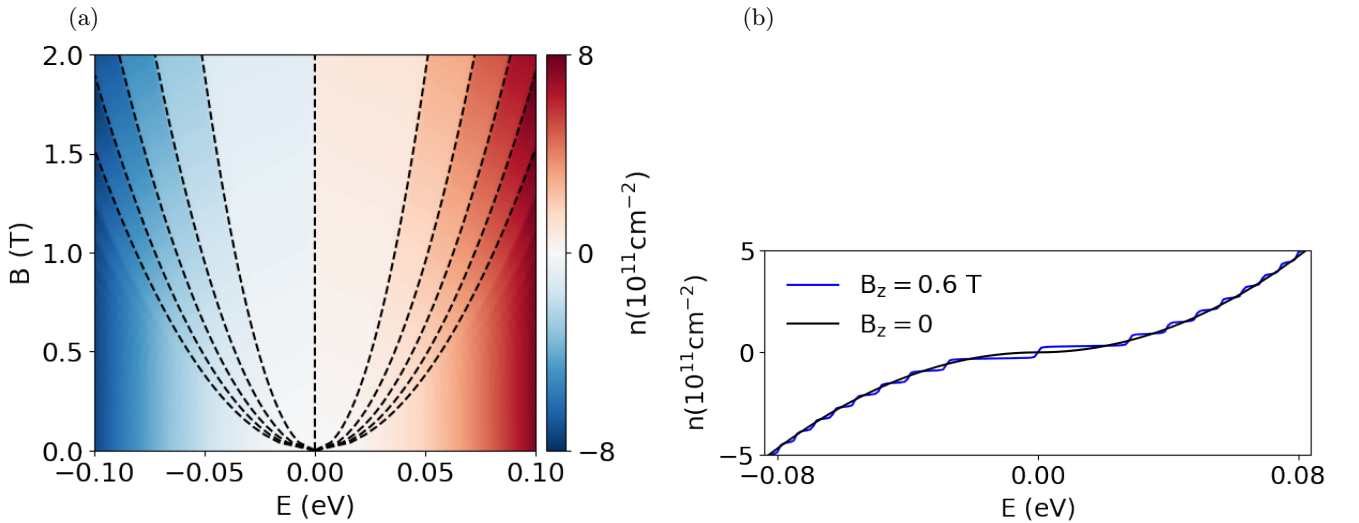 (a)
2.0
1.5
1.0
0.5
0.0
B (T)
−0.10
−0.05
0.00
0.05
0.10
E (eV)
8
0
−8
n(10¹¹cm⁻²)
(b)
5
0
−5
n(10¹¹cm⁻²)
B_z = 0.6 T
B_z = 0
−0.08
0.00
0.08
E (eV)